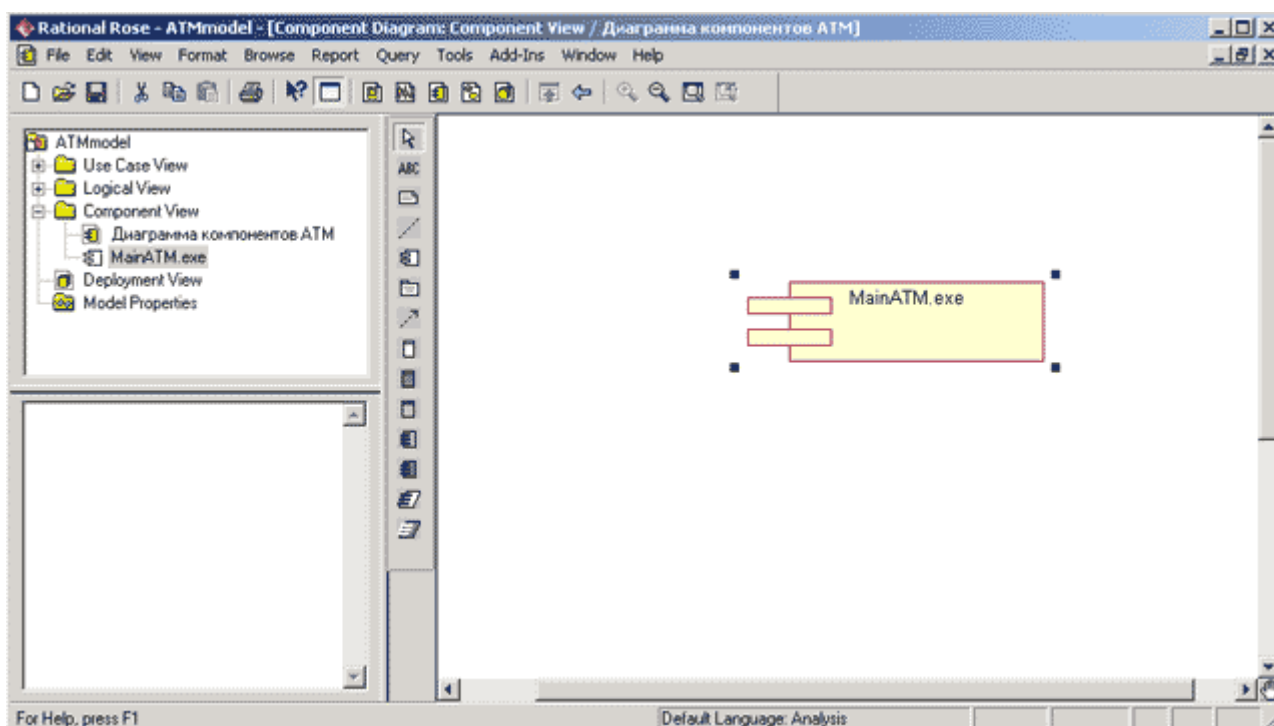 Rational Rose - ATMmodel - [Component Diagram: Component View / Диаграмма компонентов ATM]
File Edit View Format Browse Report Query Tools Add-Ins Window Help
ATMmodel
Use Case View
Logical View
Component View
Диаграмма компонентов ATM
MainATM.exe
Deployment View
Model Properties
ABC
MainATM.exe
For Help, press F1
Default Language: Analysis